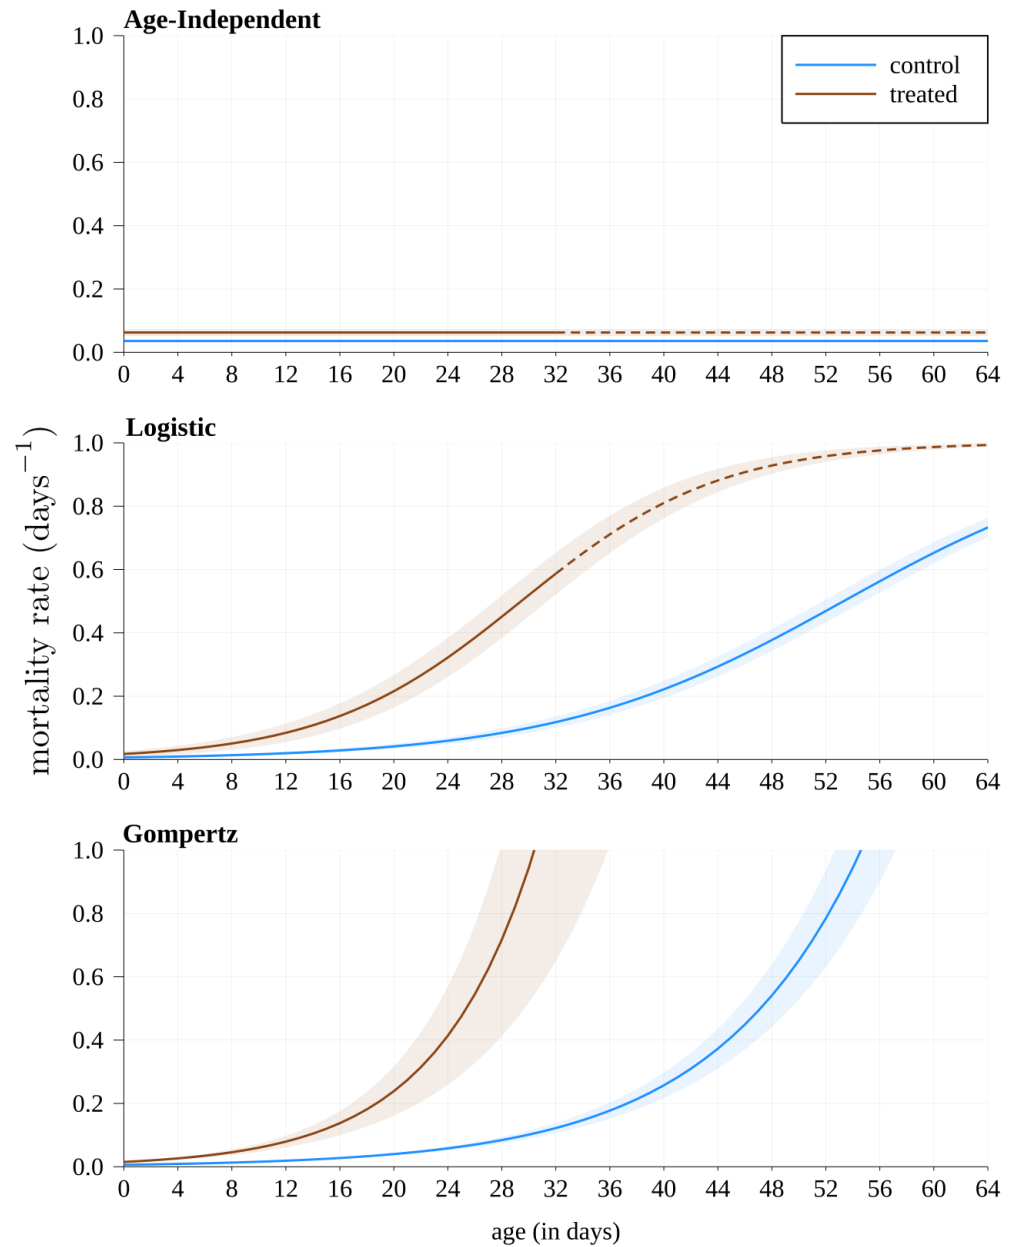 Age-Independent
1.0
0.8
0.6
0.4
0.2
0.0
control
treated
0 4 8 12 16 20 24 28 32 36 40 44 48 52 56 60 64
mortality rate (days⁻¹)
Logistic
1.0
0.8
0.6
0.4
0.2
0.0
0 4 8 12 16 20 24 28 32 36 40 44 48 52 56 60 64
Gompertz
1.0
0.8
0.6
0.4
0.2
0.0
0 4 8 12 16 20 24 28 32 36 40 44 48 52 56 60 64
age (in days)